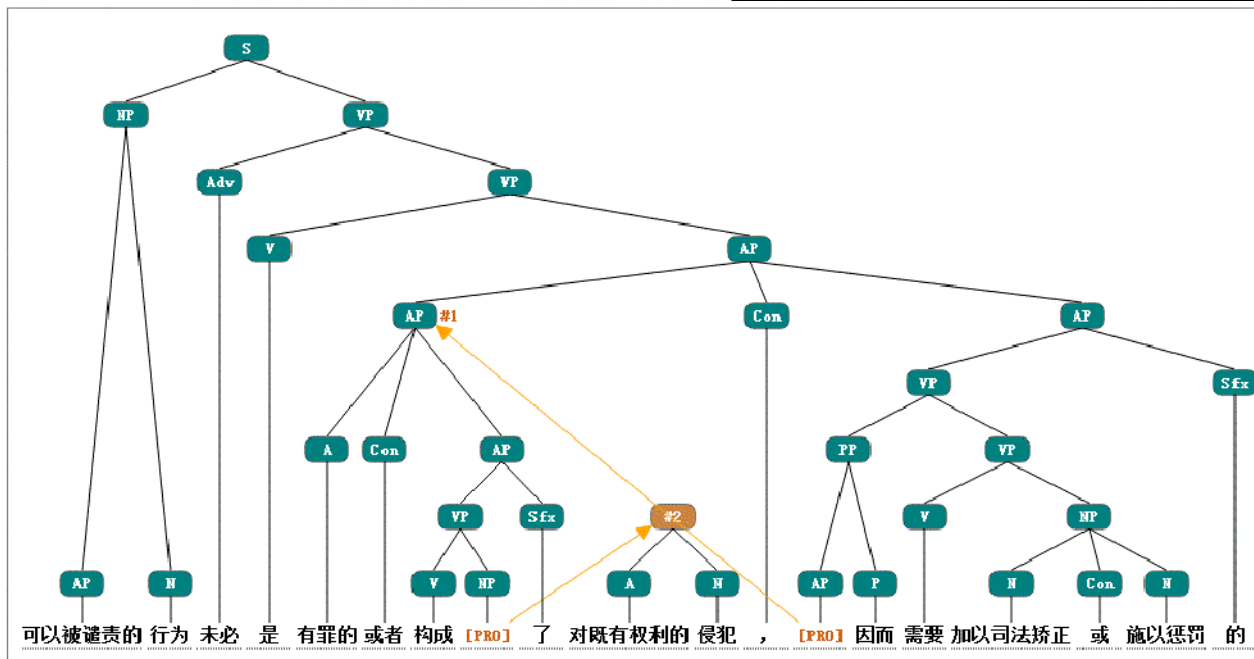 S
NP VP
Adv VP
V AP
AP #1 Con AP
VP Sfx
A Con AP PP VP
VP Sfx #2 V NP
AP N V NP A N AP P N Con N
可以被谴责的 行为 未必 是 有罪的 或者 构成 [PRO] 了 对既有权利的 侵犯 , [PRO] 因而 需要 加以司法矫正 或 施以惩罚 的